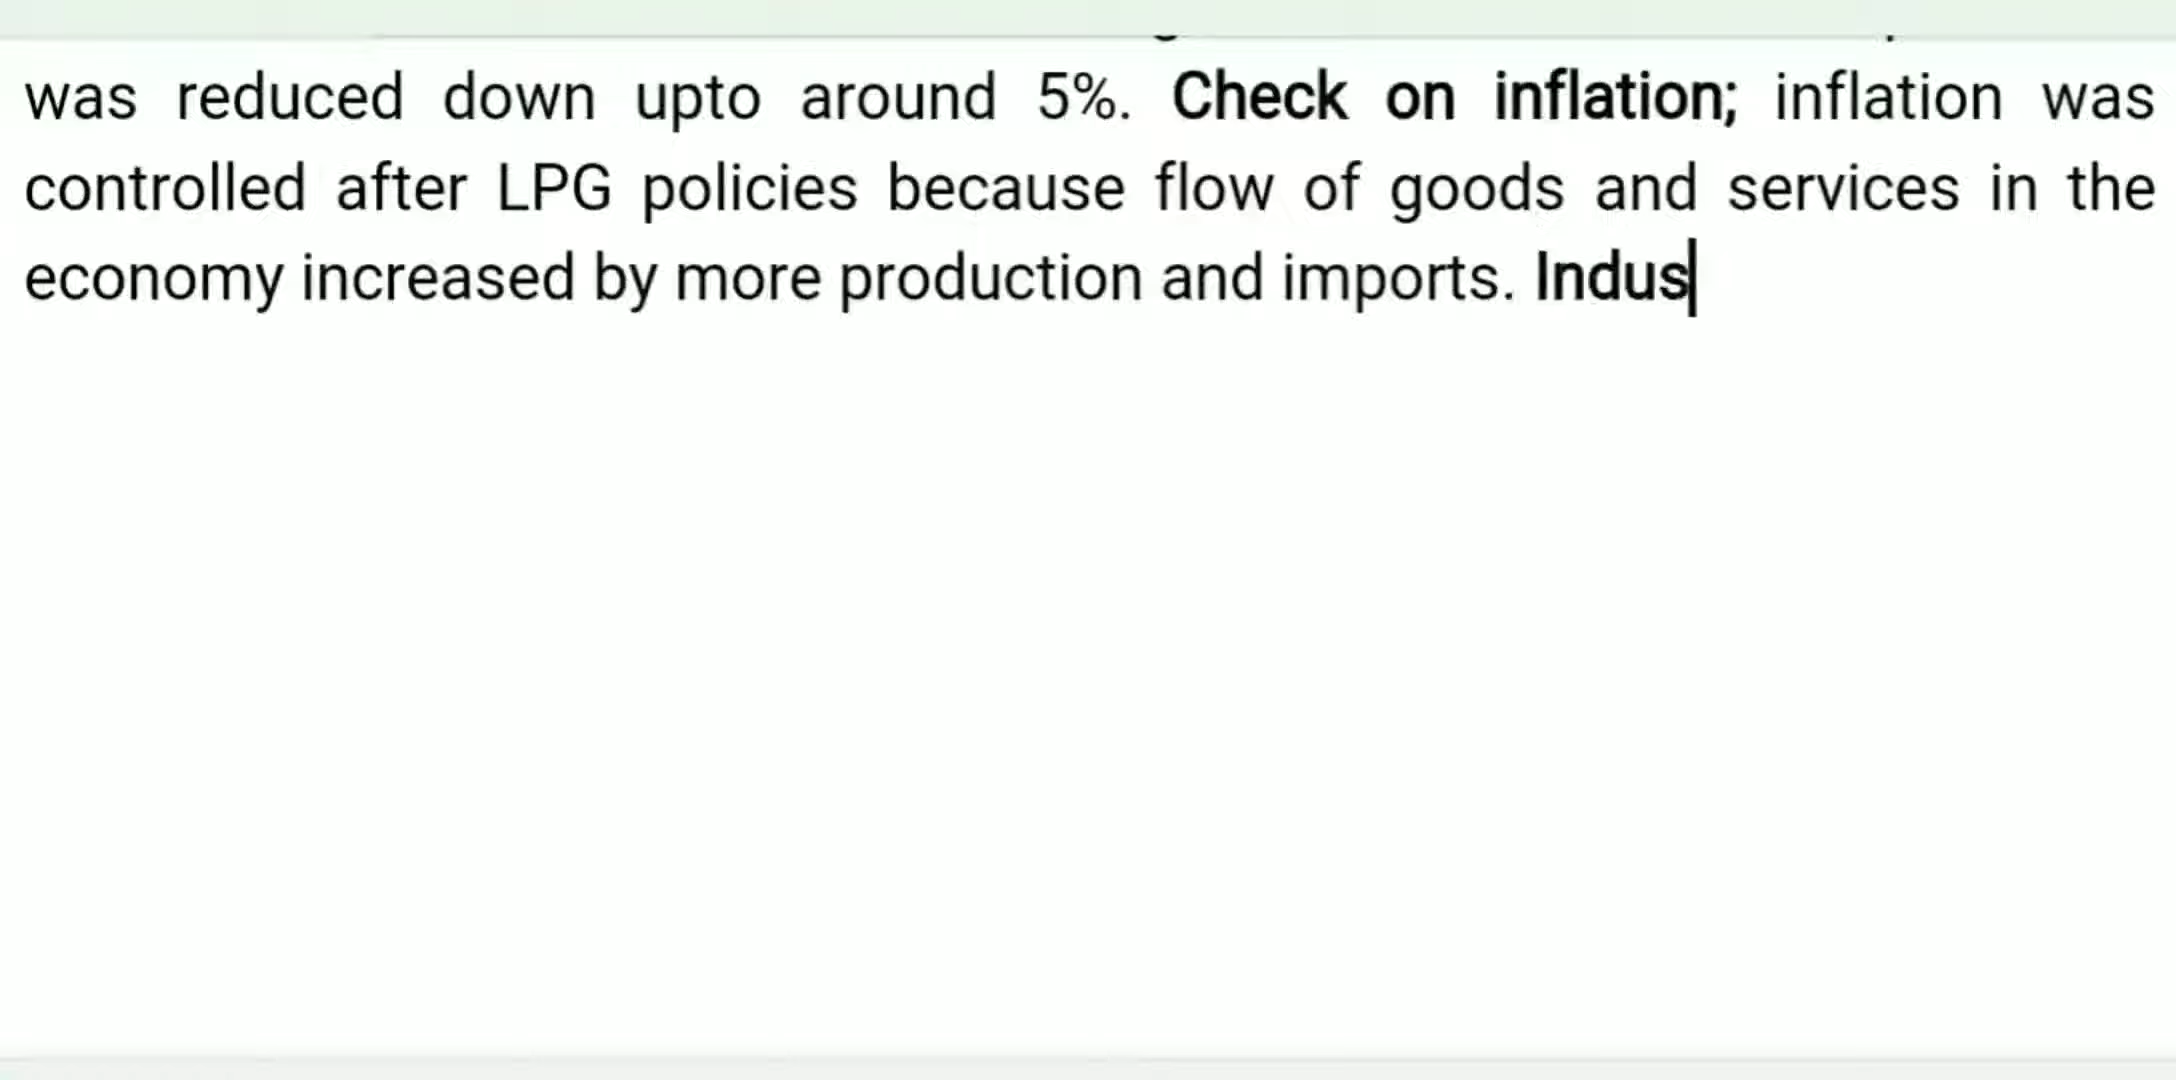 was reduced down upto around 5%. Check on inflation; inflation was
controlled after LPG policies because flow of goods and services in the
economy increased by more production and imports. Indus